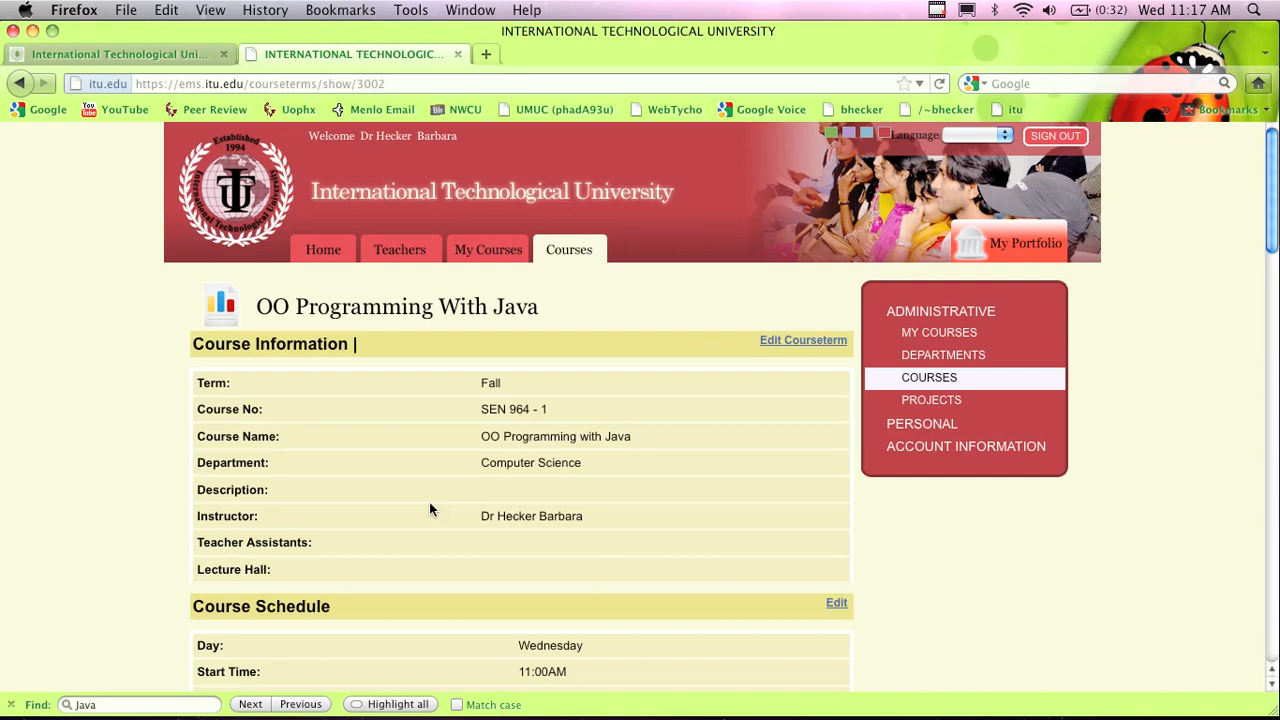 Firefox File Edit View History Bookmarks Tools Window Help (0:32) Wed 11:17 AM
INTERNATIONAL TECHNOLOGICAL UNIVERSITY
International Technological Uni... × INTERNATIONAL TECHNOLOGIC... × +
itu.edu https://ems.itu.edu/courseterms/show/3002 Google
Google YouTube Peer Review Uophx Menlo Email NWCU UMUC (phadA93u) WebTycho Google Voice bhecker /~bhecker itu » Bookmarks
Welcome Dr Hecker Barbara Language SIGN OUT
Established
1994
International Technological University
Home Teachers My Courses Courses My Portfolio
OO Programming With Java
Course Information | Edit Courseterm
Term: Fall
Course No: SEN 964 - 1
Course Name: OO Programming with Java
Department: Computer Science
Description:
Instructor: Dr Hecker Barbara
Teacher Assistants:
Lecture Hall:
Course Schedule Edit
Day: Wednesday
Start Time: 11:00AM
ADMINISTRATIVE
MY COURSES
DEPARTMENTS
COURSES
PROJECTS
PERSONAL
ACCOUNT INFORMATION
× Find: Java Next Previous Highlight all Match case